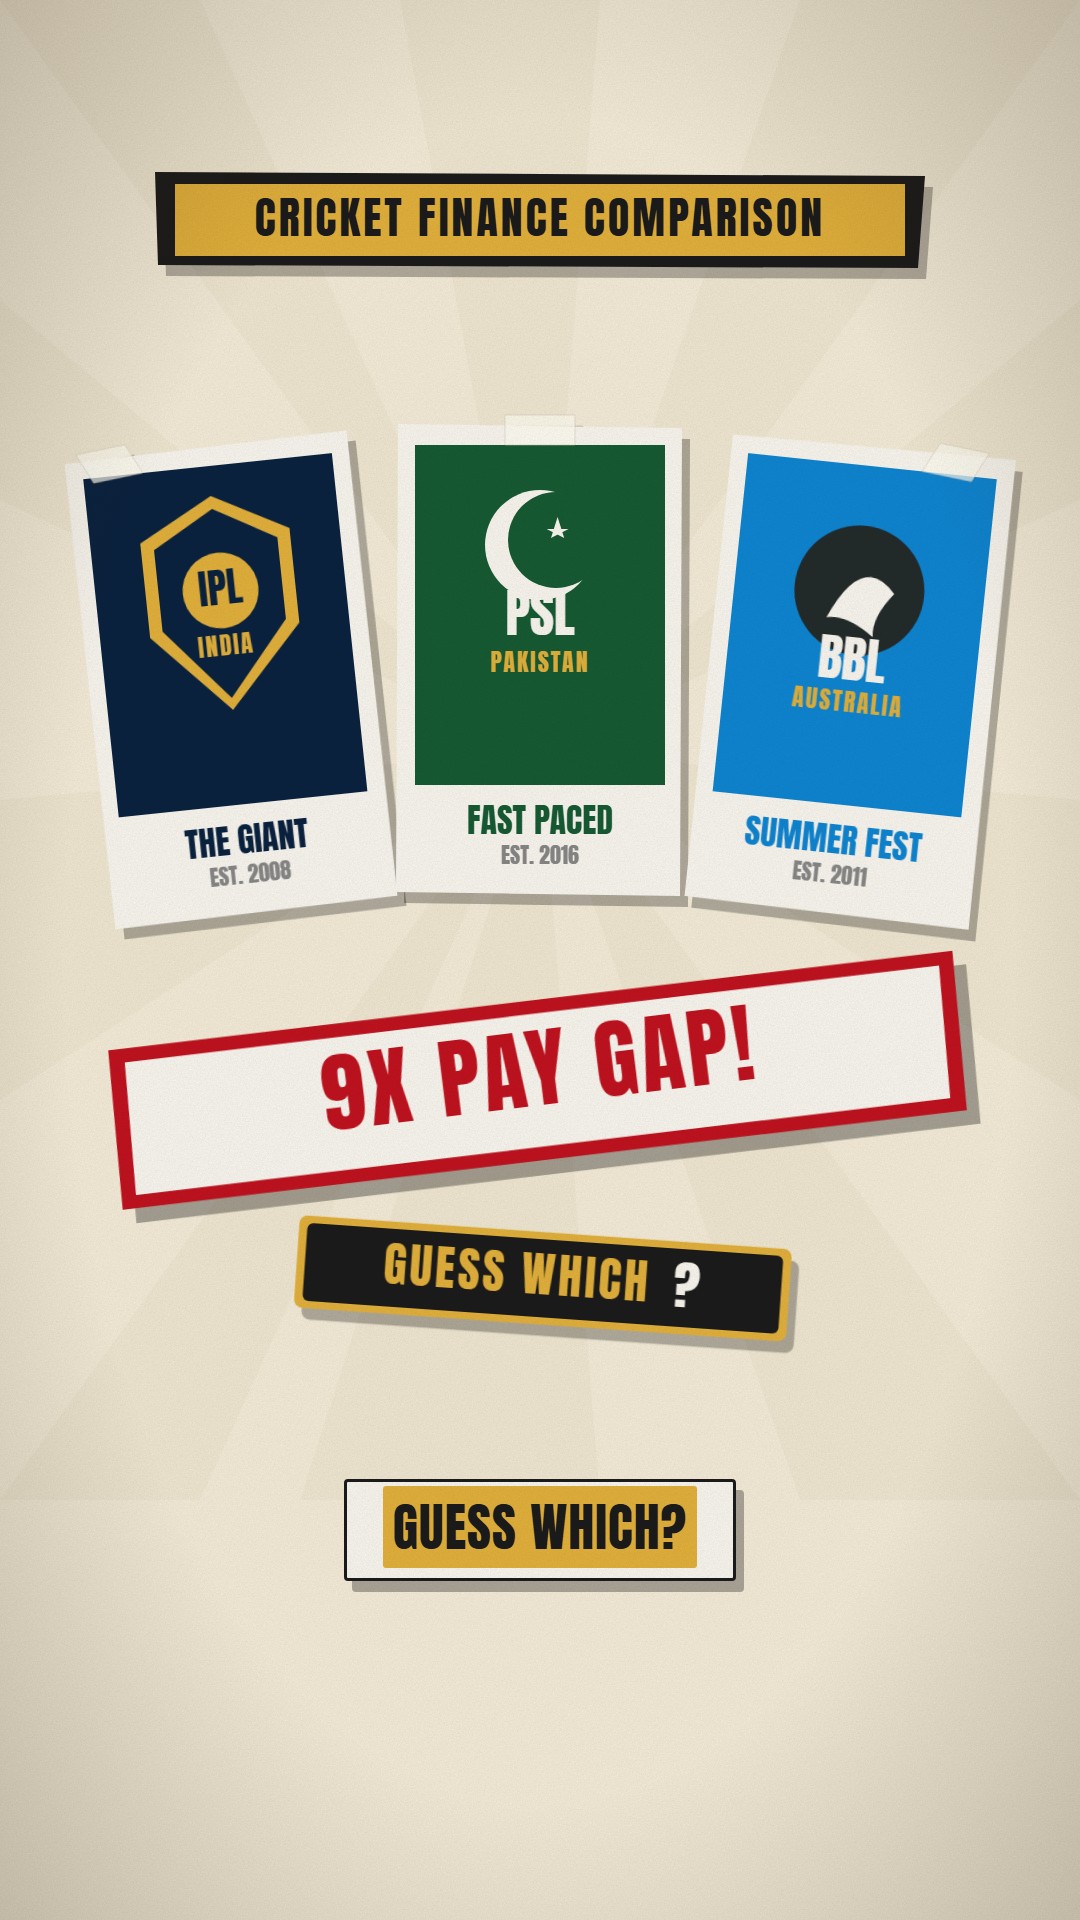 CRICKET FINANCE COMPARISON
IPL
INDIA
THE GIANT
EST. 2008
PSL
PAKISTAN
FAST PACED
EST. 2016
BBL
AUSTRALIA
SUMMER FEST
EST. 2011
9X PAY GAP!
GUESS WHICH ?
GUESS WHICH?